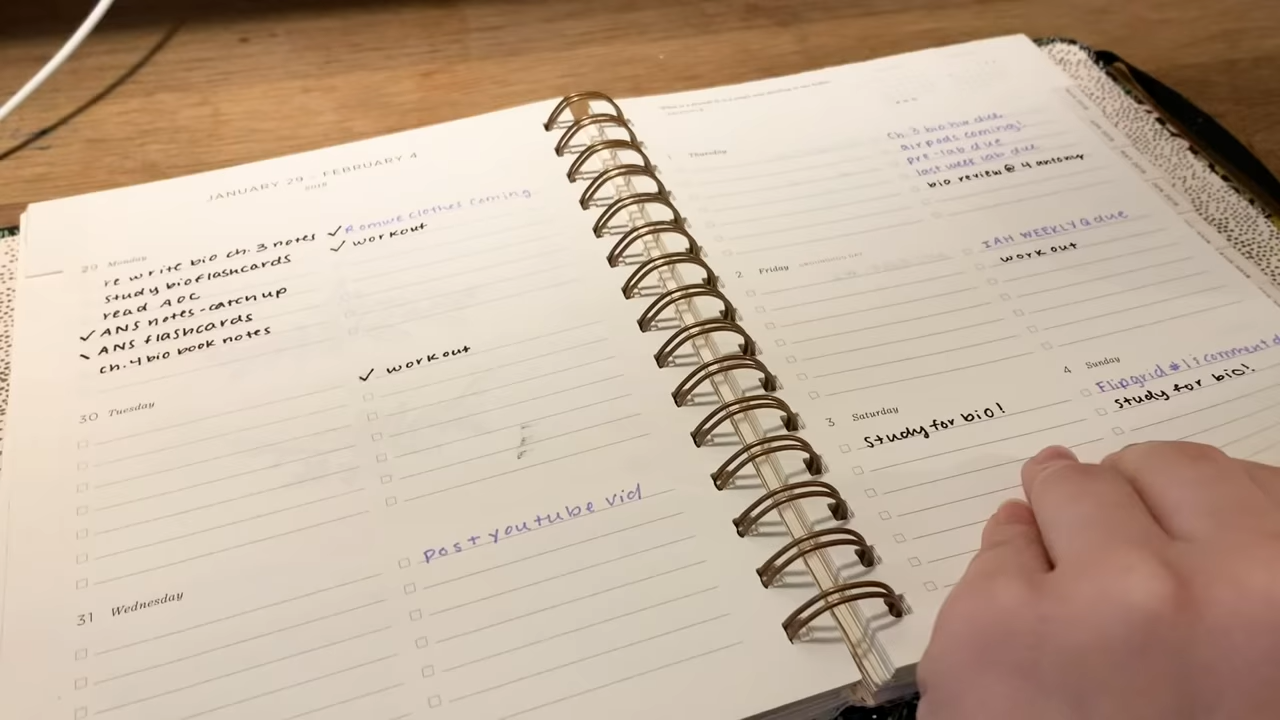 JANUARY 29 - FEBRUARY 4
2018
29 Monday
re write bio ch. 3 notes
study bio flashcards
read AOC
ANS notes-catch up
ANS flashcards
ch. 4 bio book notes
Romwe clothes coming
workout
30 Tuesday
workout
31 Wednesday
post youtube vid
1 Thursday
Ch. 3 bio hw due
airpods coming!
pre-lab due
last week lab due
bio review @ 4 antony
2 Friday GROUNDHOG DAY
IAH WEEKLY Q due
workout
3 Saturday
study for bio!
4 Sunday
Flipgrid #1 : comment
study for bio!